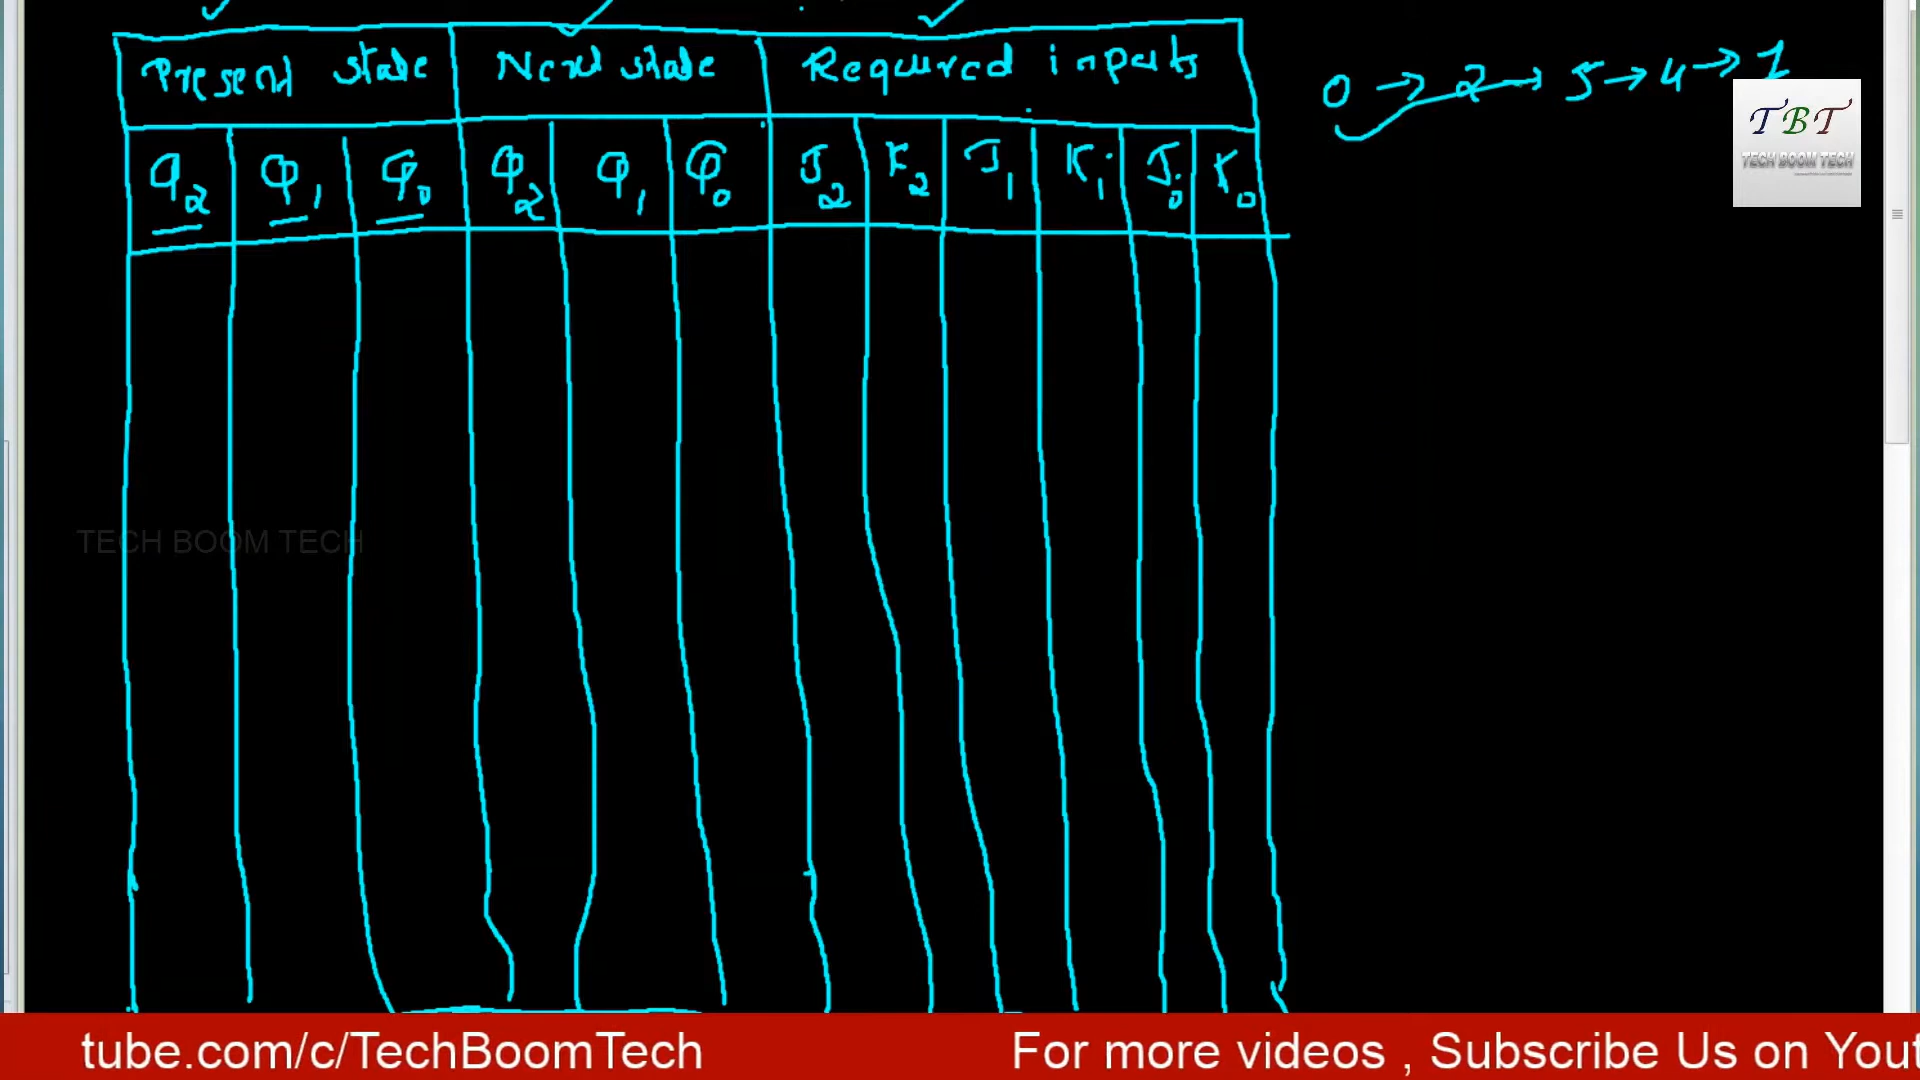 Present state Next state Required inputs
0 → 2 → 5 → 4 → 1
Q2 Q1 Q0 Q2 Q1 Q0 J2 K2 J1 K1 J0 K0
TBT
TECH BOOM TECH
TECH BOOM TECH
tube.com/c/TechBoomTech For more videos , Subscribe Us on Yout